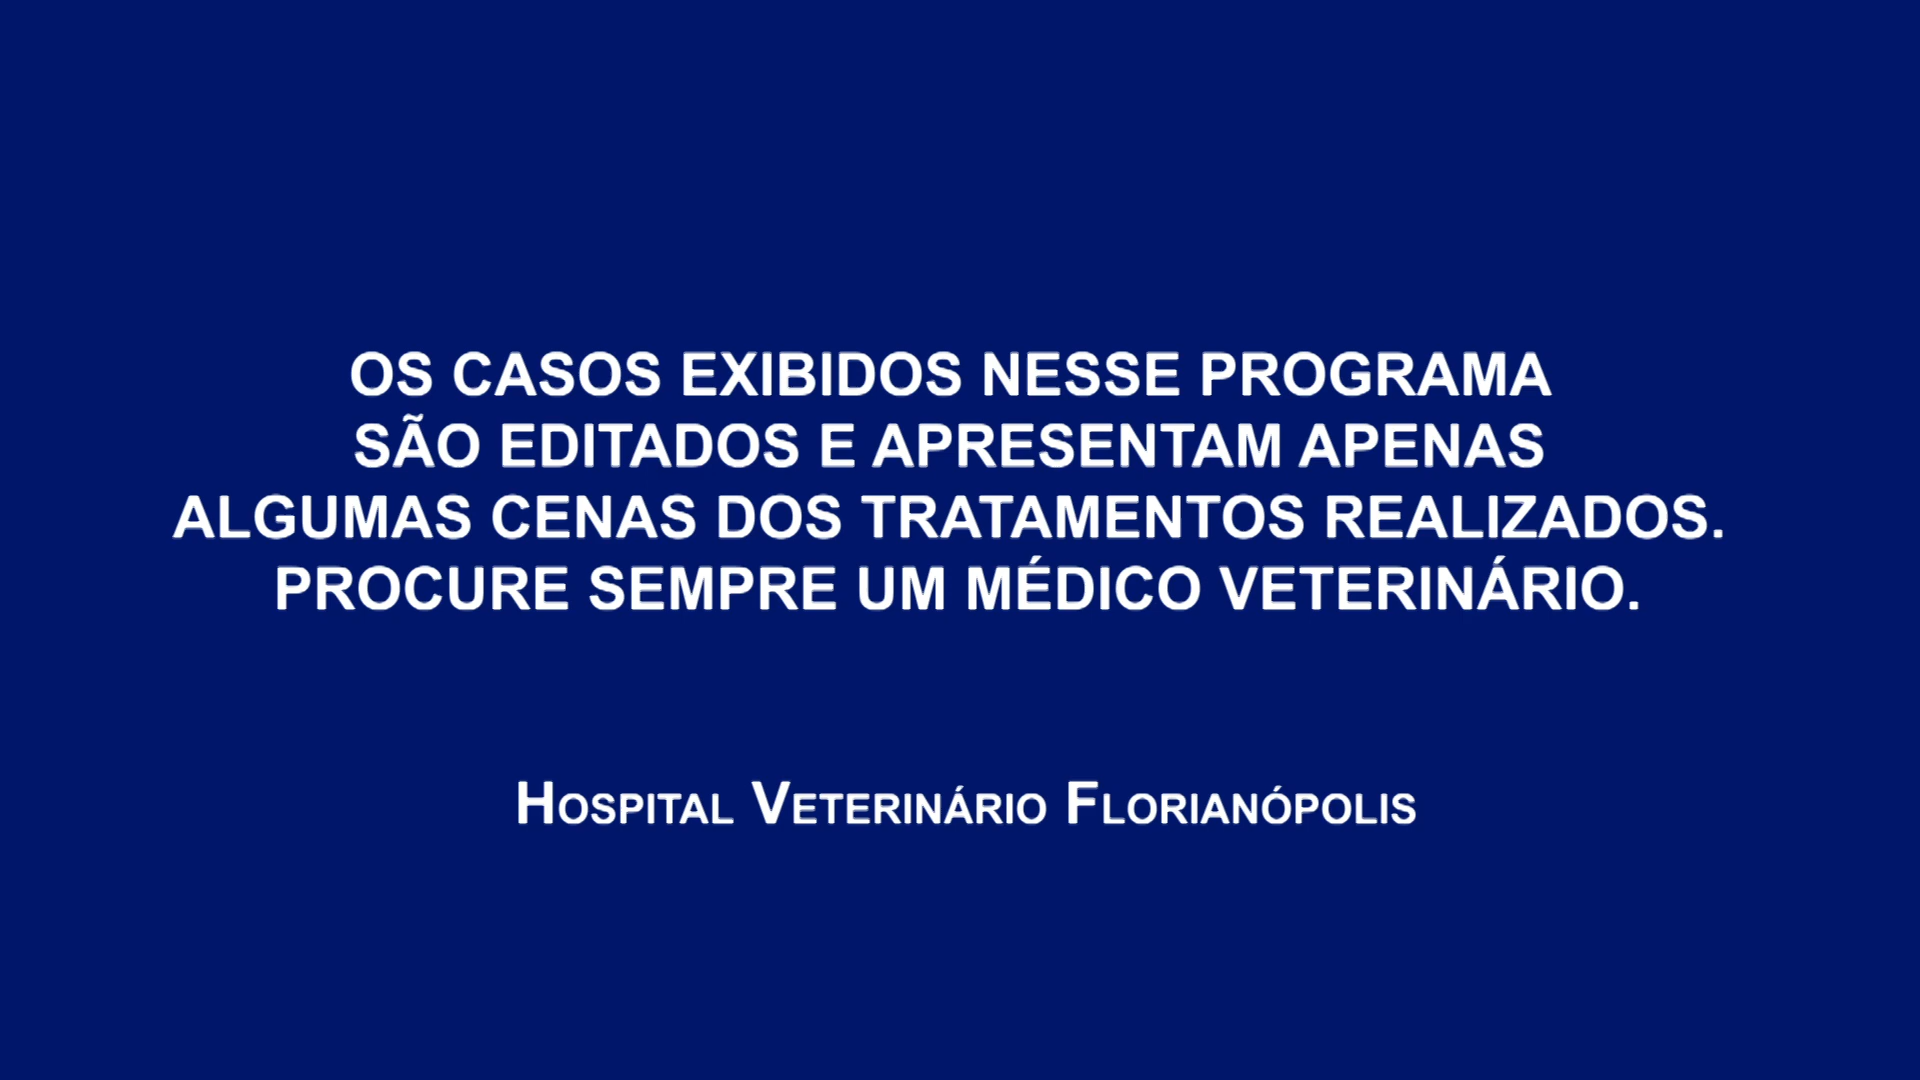 OS CASOS EXIBIDOS NESSE PROGRAMA
SÃO EDITADOS E APRESENTAM APENAS
ALGUMAS CENAS DOS TRATAMENTOS REALIZADOS.
PROCURE SEMPRE UM MÉDICO VETERINÁRIO.
HOSPITAL VETERINÁRIO FLORIANÓPOLIS